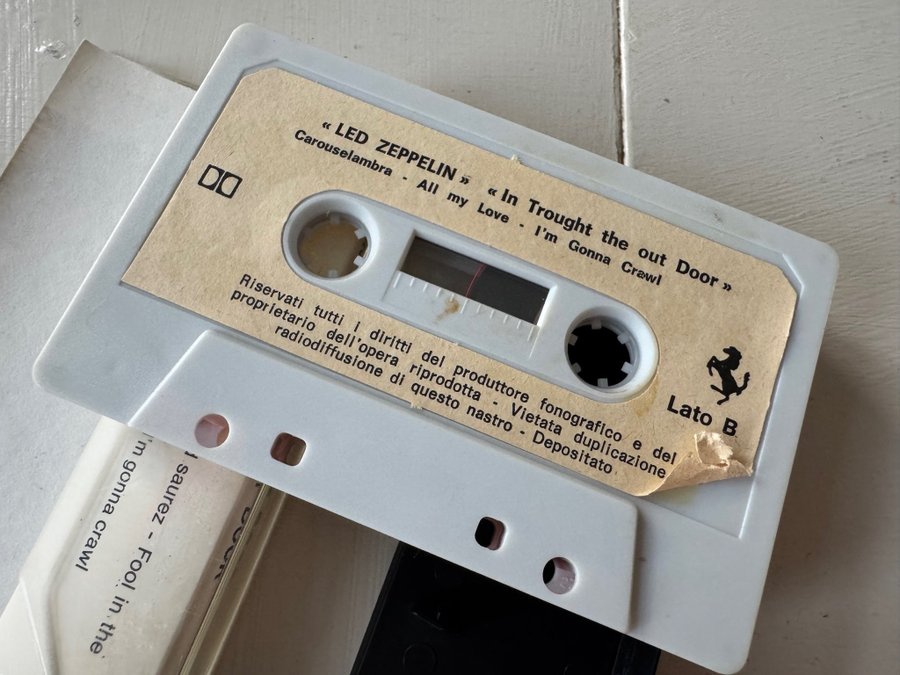 « LED ZEPPELIN » « In Trought the out Door »
Carouselambra - All my Love - I'm Gonna Crawl
Riservati tutti i diritti del produttore fonografico e del
proprietario dell'opera riprodotta - Vietata duplicazione
radiodiffusione di questo nastro - Depositato
Lato B
saurez - Fool in the
'm gonna crawl